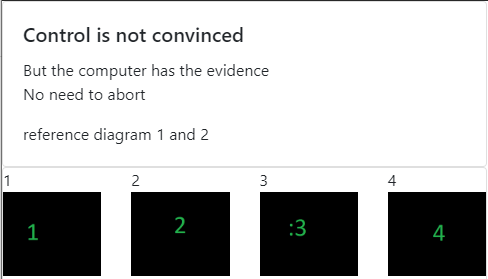 Control is not convinced
But the computer has the evidence
No need to abort
reference diagram 1 and 2
1 2 3 4
1 2 :3 4